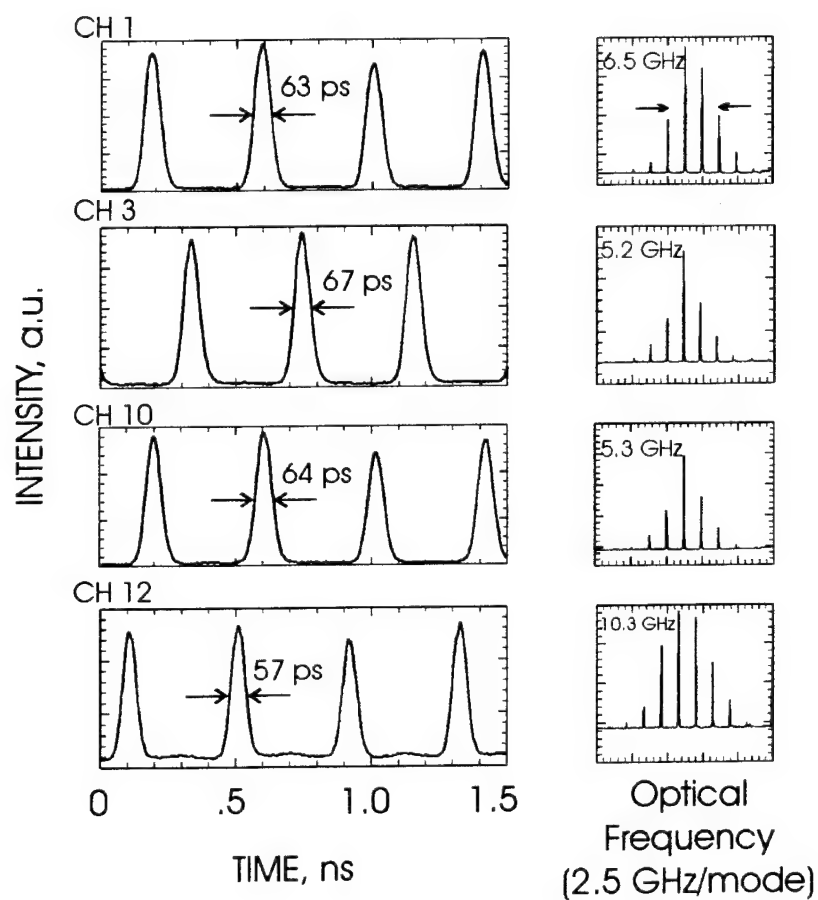 CH 1
63 ps
6.5 GHz
CH 3
67 ps
5.2 GHz
CH 10
64 ps
5.3 GHz
CH 12
57 ps
10.3 GHz
INTENSITY, a.u.
0 .5 1.0 1.5
TIME, ns
Optical
Frequency
(2.5 GHz/mode)